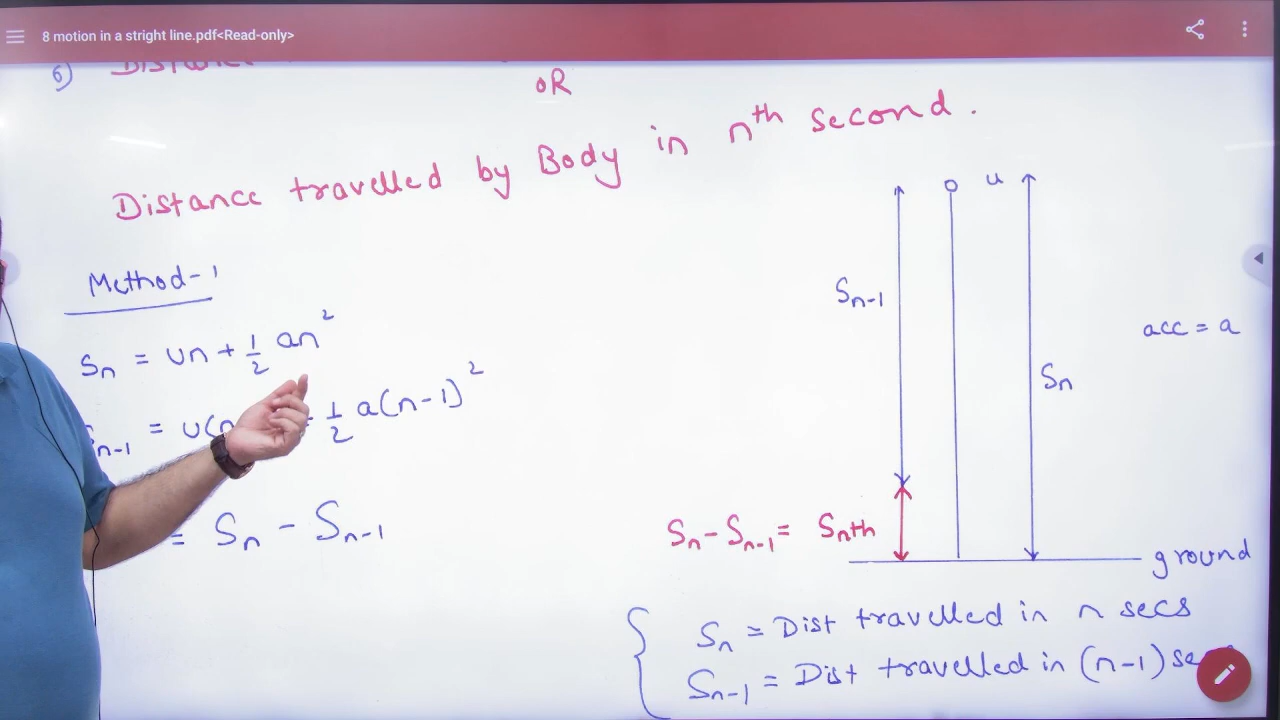 8 motion in a stright line.pdf<Read-only>
6)
OR
Distance travelled by Body in nth second.
Method-1
Sn = un + 1/2 an²
n-1 = u(n + 1/2 a(n-1)²
= Sn - Sn-1
u
Sn-1
acc = a
Sn
Sn - Sn-1 = Snth
ground
Sn = Dist travelled in n secs
Sn-1 = Dist travelled in (n-1)